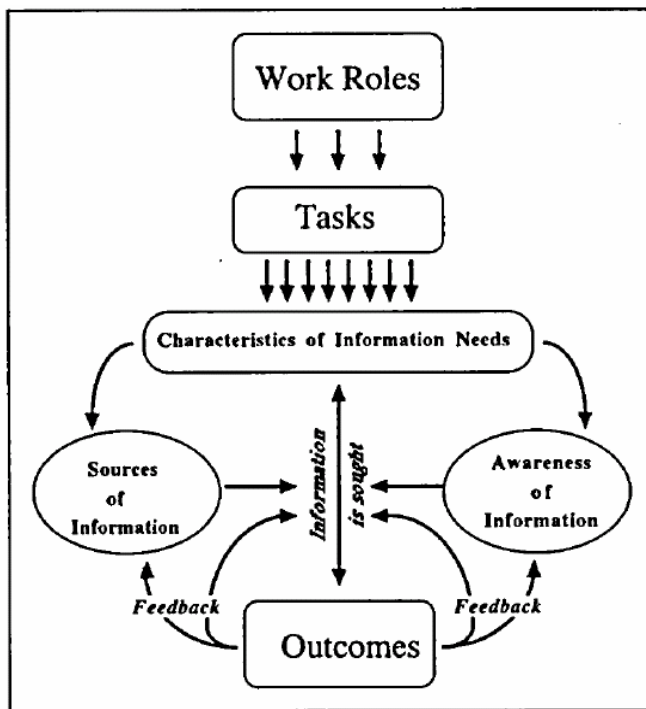 Work Roles
Tasks
Characteristics of Information Needs
Sources
of
Information
Information
is sought
Awareness
of
Information
Feedback
Feedback
Outcomes